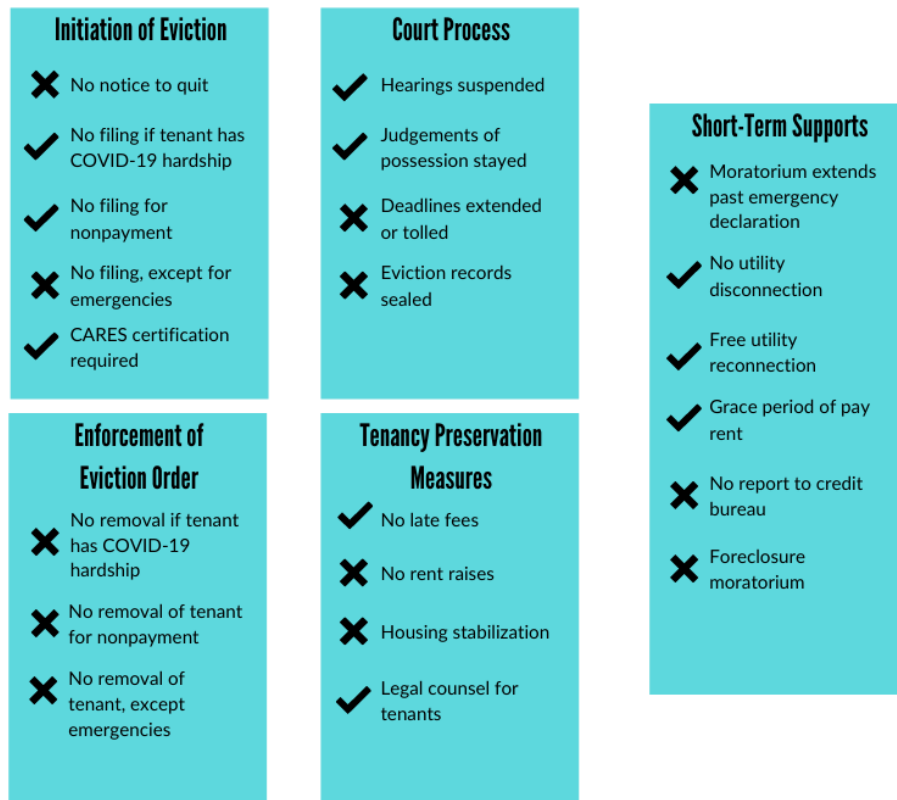 Initiation of Eviction
No notice to quit
No filing if tenant has
COVID-19 hardship
No filing for
nonpayment
No filing, except for
emergencies
CARES certification
required
Court Process
Hearings suspended
Judgements of
possession stayed
Deadlines extended
or tolled
Eviction records
sealed
Enforcement of
Eviction Order
No removal if tenant
has COVID-19
hardship
No removal of tenant
for nonpayment
No removal of
tenant, except
emergencies
Tenancy Preservation
Measures
No late fees
No rent raises
Housing stabilization
Legal counsel for
tenants
Short-Term Supports
Moratorium extends
past emergency
declaration
No utility
disconnection
Free utility
reconnection
Grace period of pay
rent
No report to credit
bureau
Foreclosure
moratorium